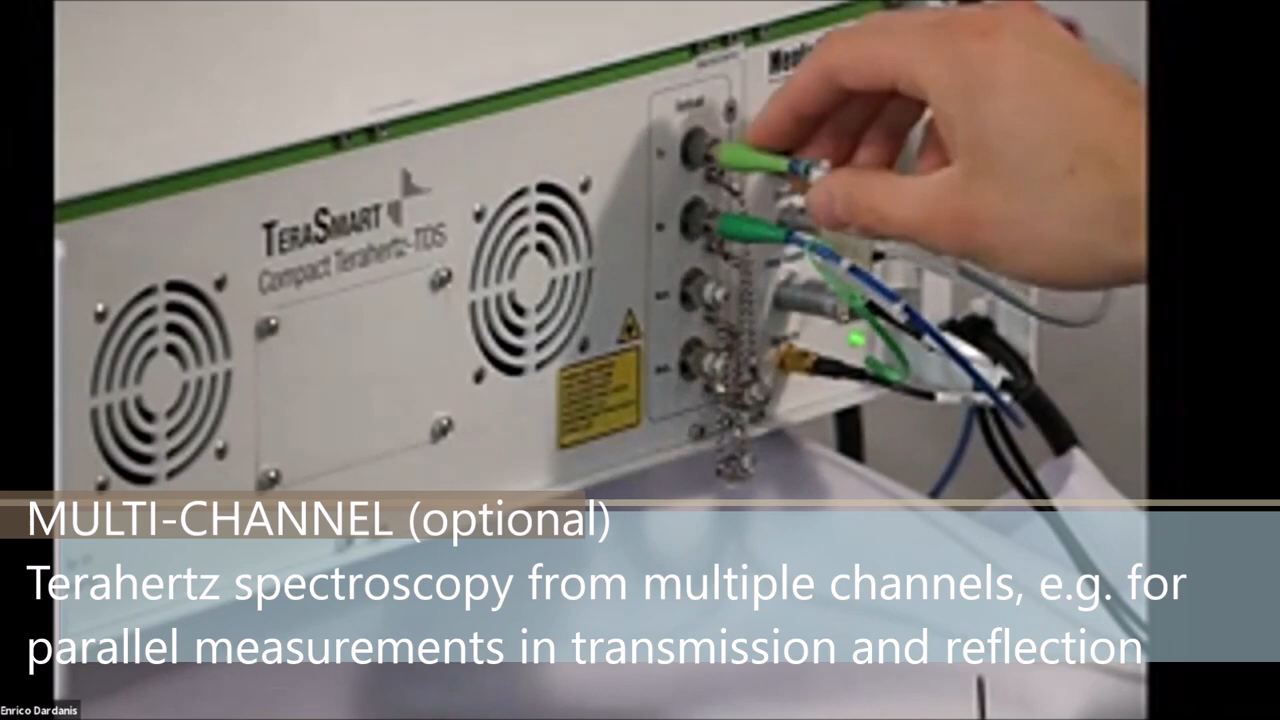 TERASMART
Compact Terahertz-TDS
MULTI-CHANNEL (optional)
Terahertz spectroscopy from multiple channels, e.g. for
parallel measurements in transmission and reflection
Enrico Dardanis